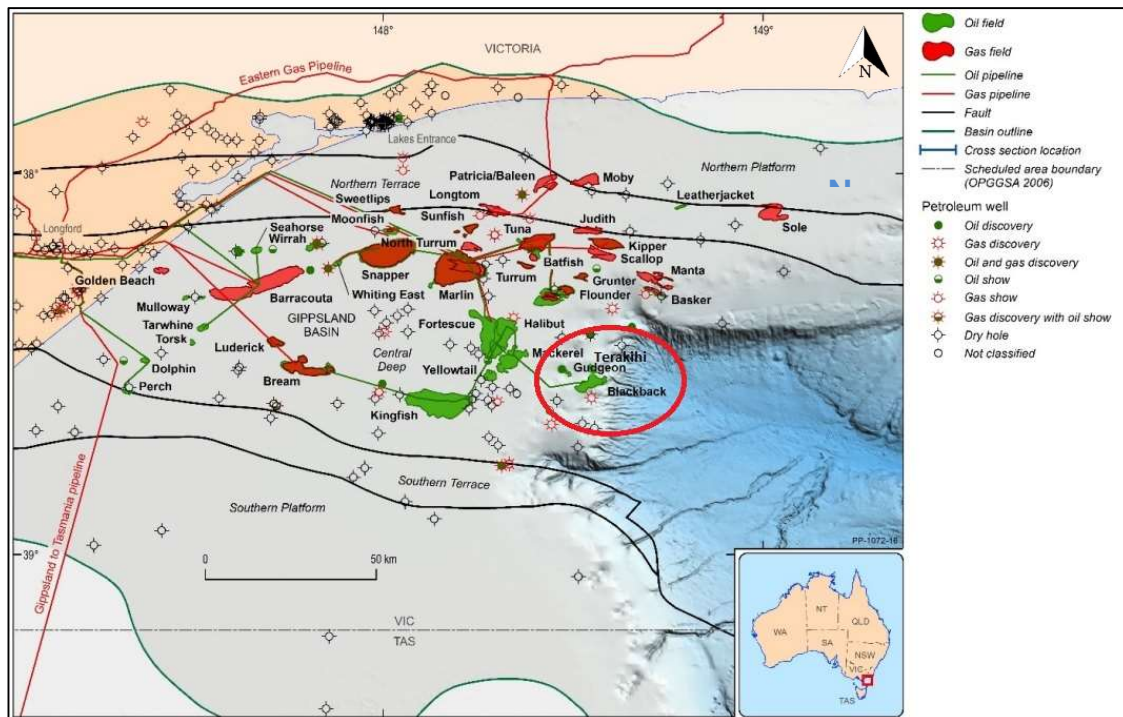 148°
149°
VICTORIA
Eastern Gas Pipeline
N
Lakes Entrance
Northern Platform
38°
38°
Patricia/Baleen
Moby
Northern Terrace
Longtom
Leatherjacket
Sweetlips
Moonfish
Sunfish
Judith
Sole
Longford
Seahorse
Tuna
Wirrah
North Turrum
Kipper
Batfish
Scallop
Golden Beach
Snapper
Turrum
Grunter
Manta
Mulloway
Barracouta
Whiting East
Marlin
Flounder
Basker
Tarwhine
GIPPSLAND
BASIN
Fortescue
Halibut
Torsk
Luderick
Central
Deep
Mackerel
Terakihi
Dolphin
Yellowtail
Gudgeon
Perch
Bream
Blackback
Kingfish
Southern Terrace
Southern Platform
Gippsland to Tasmania pipeline
PP-1072-16
39°
39°
0
50 km
VIC
TAS
Oil field
Gas field
Oil pipeline
Gas pipeline
Fault
Basin outline
Cross section location
Scheduled area boundary
(OPGGSA 2006)
Petroleum well
Oil discovery
Gas discovery
Oil and gas discovery
Oil show
Gas show
Gas discovery with oil show
Dry hole
Not classified
NT
QLD
WA
SA
NSW
VIC
TAS